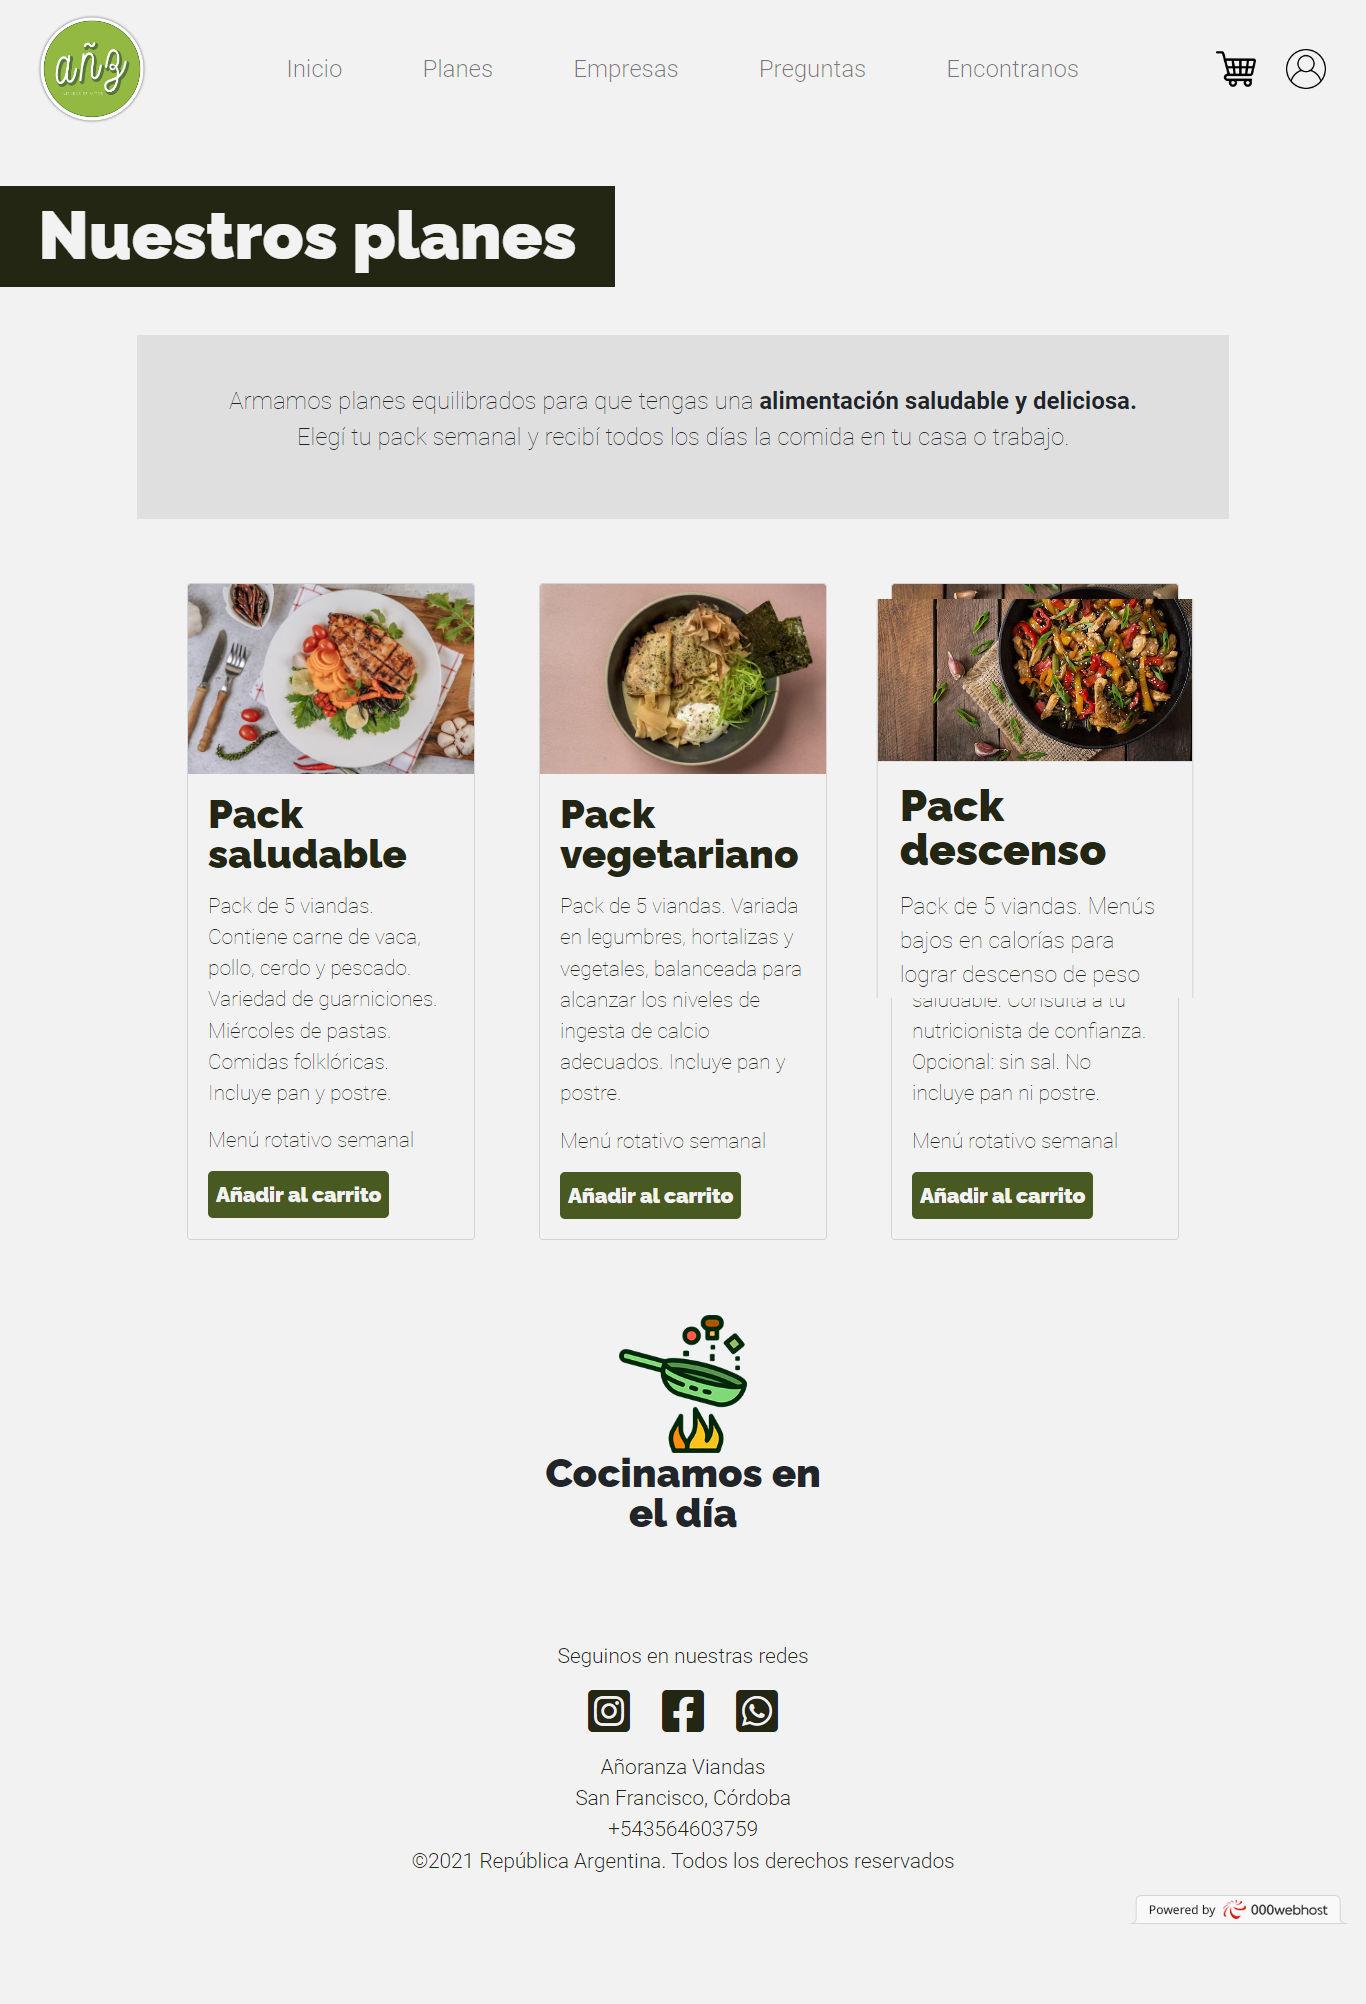 añz
Inicio
Planes
Empresas
Preguntas
Encontranos
Nuestros planes
Armamos planes equilibrados para que tengas una alimentación saludable y deliciosa.
Elegí tu pack semanal y recibí todos los días la comida en tu casa o trabajo.
Pack
saludable
Pack de 5 viandas.
Contiene carne de vaca,
pollo, cerdo y pescado.
Variedad de guarniciones.
Miércoles de pastas.
Comidas folklóricas.
Incluye pan y postre.
Menú rotativo semanal
Añadir al carrito
Pack
vegetariano
Pack de 5 viandas. Variada
en legumbres, hortalizas y
vegetales, balanceada para
alcanzar los niveles de
ingesta de calcio
adecuados. Incluye pan y
postre.
Menú rotativo semanal
Añadir al carrito
Pack
descenso
Pack de 5 viandas. Menús
bajos en calorías para
lograr descenso de peso
saludable. Consulta a tu
nutricionista de confianza.
Opcional: sin sal. No
incluye pan ni postre.
Menú rotativo semanal
Añadir al carrito
Cocinamos en
el día
Seguinos en nuestras redes
Añoranza Viandas
San Francisco, Córdoba
+543564603759
©2021 República Argentina. Todos los derechos reservados
Powered by 000webhost